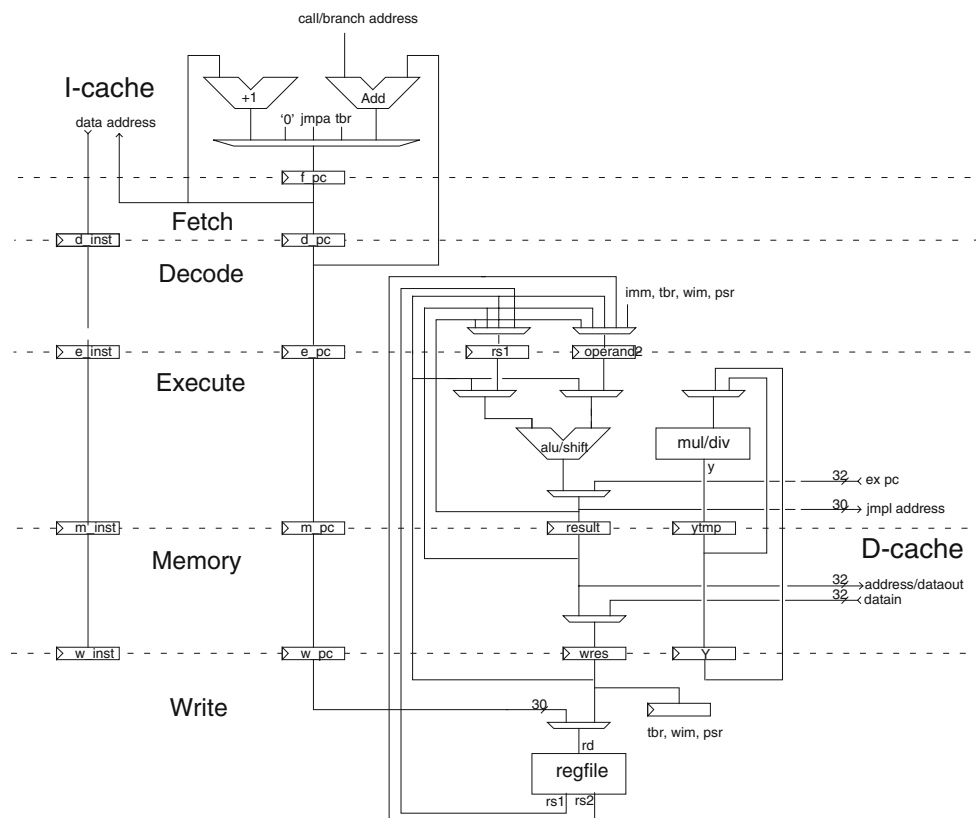 call/branch address
I-cache
+1
Add
data address
'0' jmpa tbr
f_pc
Fetch
d_inst
d_pc
Decode
imm, tbr, wim, psr
e_inst
e_pc
rs1
operand2
Execute
alu/shift
mul/div
y
32
ex pc
30
jmpl address
m_inst
m_pc
result
ytmp
Memory
D-cache
32
address/dataout
32
datain
w_inst
w_pc
wres
Y
Write
30
tbr, wim, psr
rd
regfile
rs1
rs2